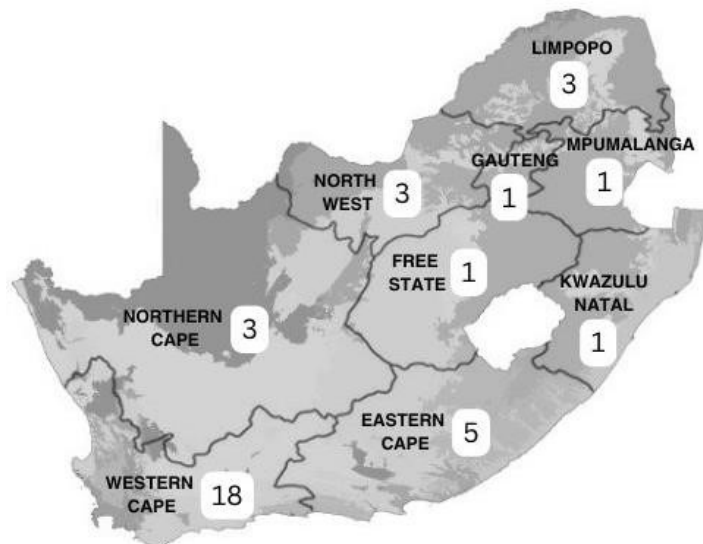 LIMPOPO
3
MPUMALANGA
1
GAUTENG
1
NORTH
WEST
3
FREE
STATE
1
KWAZULU
NATAL
1
NORTHERN
CAPE
3
EASTERN
CAPE
5
WESTERN
CAPE
18